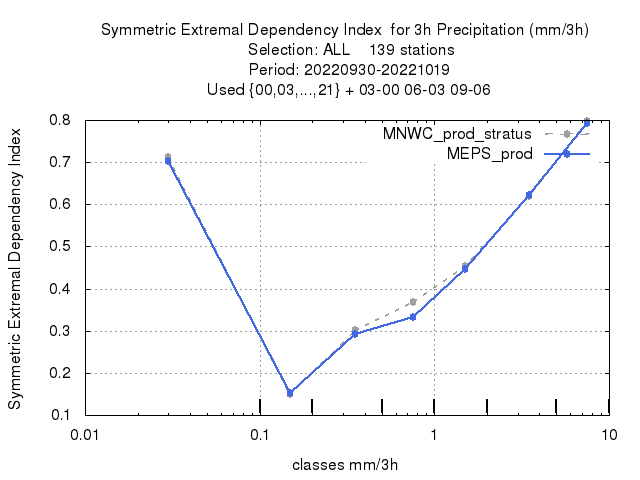 Symmetric Extremal Dependency Index  for 3h Precipitation (mm/3h)
Selection: ALL    139 stations
Period: 20220930-20221019
Used {00,03,...,21} + 03-00 06-03 09-06
MNWC_prod_stratus
MEPS_prod
Symmetric Extremal Dependency Index
0.8
0.7
0.6
0.5
0.4
0.3
0.2
0.1
0.01 0.1 1 10
classes mm/3h